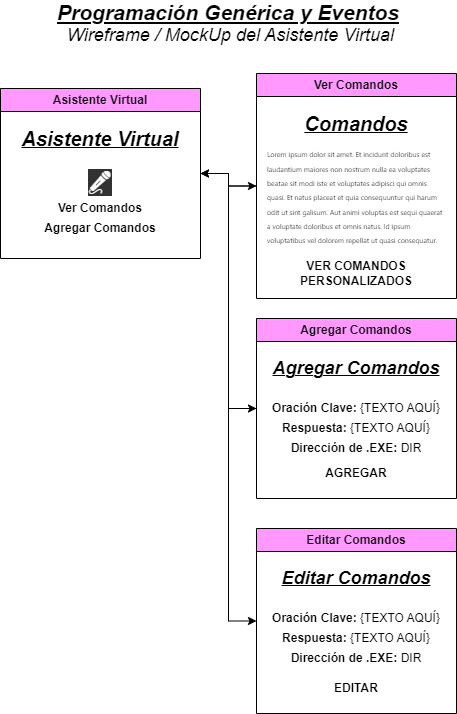 Programación Genérica y Eventos
Wireframe / MockUp del Asistente Virtual
Asistente Virtual
Asistente Virtual
Ver Comandos
Agregar Comandos
Ver Comandos
Comandos
Lorem ipsum dolor sit amet. Et incidunt doloribus est
laudantium maiores non nostrum nulla ea voluptates
beatae sit modi iste et voluptates adipisci qui omnis
quasi. Et natus placeat et quia consequuntur qui harum
odit ut sint galisum. Aut animi voluptas est sequi quaerat
a voluptate doloribus et omnis natus. Id ipsum
voluptatibus vel dolorem repellat ut quasi consequatur.
VER COMANDOS
PERSONALIZADOS
Agregar Comandos
Agregar Comandos
Oración Clave: {TEXTO AQUÍ}
Respuesta: {TEXTO AQUÍ}
Dirección de .EXE: DIR
AGREGAR
Editar Comandos
Editar Comandos
Oración Clave: {TEXTO AQUÍ}
Respuesta: {TEXTO AQUÍ}
Dirección de .EXE: DIR
EDITAR